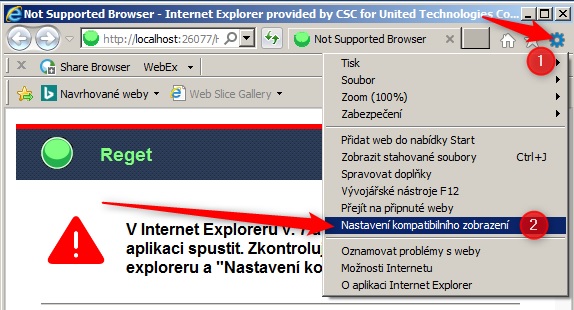 Not Supported Browser - Internet Explorer provided by CSC for United Technologies Co...
http://localhost:26077/
Not Supported Browser
1
Share Browser
WebEx
Navrhované weby
Web Slice Gallery
Tisk
Soubor
Zoom (100%)
Zabezpečení
Přidat web do nabídky Start
Zobrazit stahované soubory Ctrl+J
Spravovat doplňky
Vývojářské nástroje F12
Přejít na připnuté weby
Nastavení kompatibilního zobrazení 2
Oznamovat problémy s weby
Možnosti Internetu
O aplikaci Internet Explorer
Reget
V Internet Exploreru v.
aplikaci spustit. Zkontroluj
exploreru a "Nastavení ko